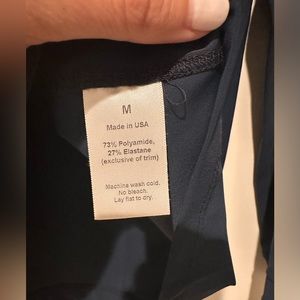 M
Made in USA
73% Polyamide,
27% Elastane
(exclusive of trim)
Machine wash cold.
No bleach.
Lay flat to dry.